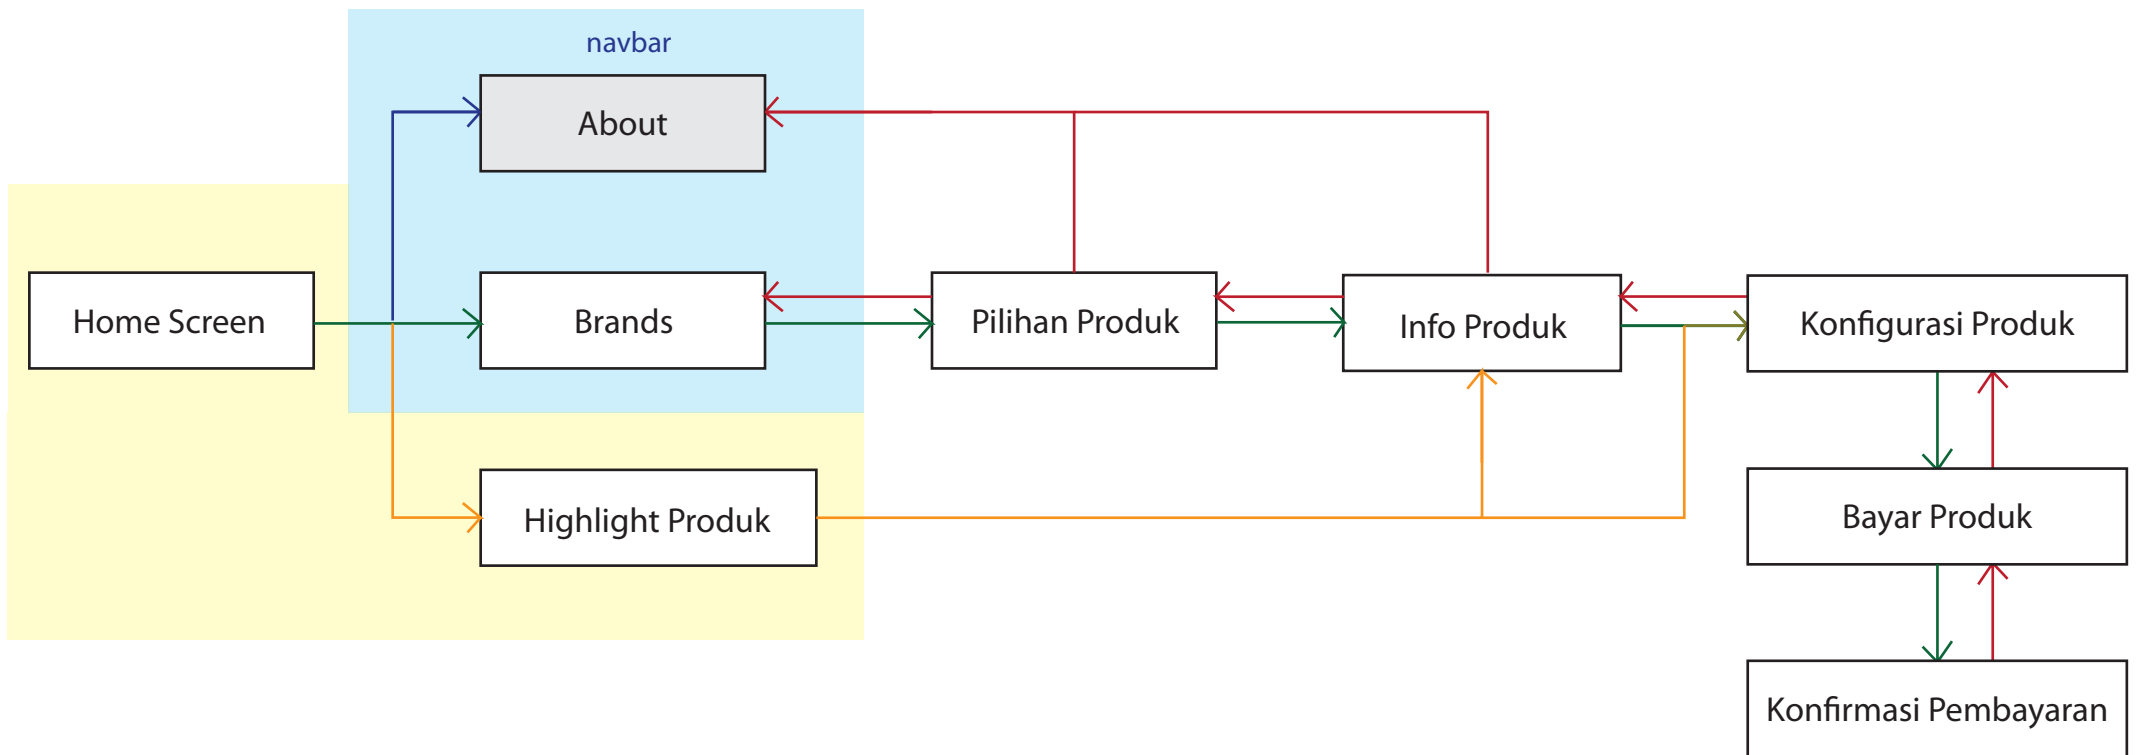 navbar
About
Home Screen
Brands
Pilihan Produk
Info Produk
Konfigurasi Produk
Highlight Produk
Bayar Produk
Konfirmasi Pembayaran